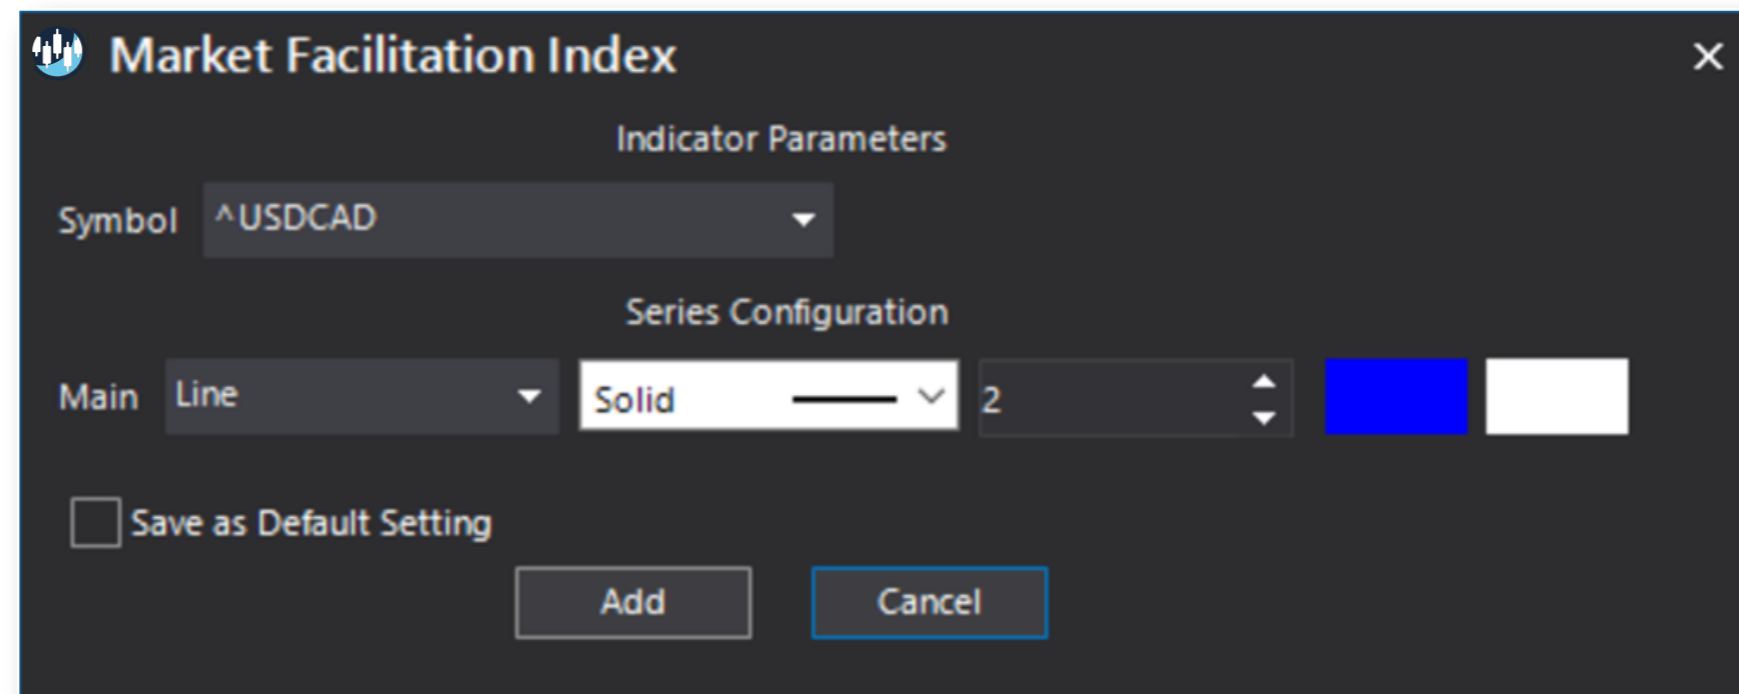 Market Facilitation Index
Indicator Parameters
Symbol ^USDCAD
Series Configuration
Main Line Solid 2
Save as Default Setting
Add Cancel